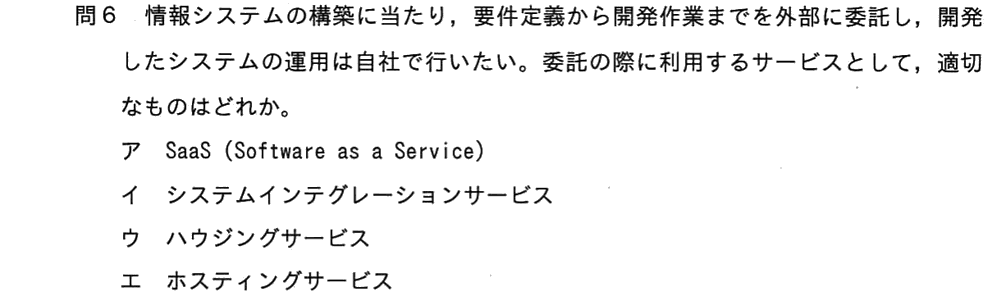 問６　情報システムの構築に当たり，要件定義から開発作業までを外部に委託し，開発
したシステムの運用は自社で行いたい。委託の際に利用するサービスとして，適切
なものはどれか。
ア　SaaS (Software as a Service)
イ　システムインテグレーションサービス
ウ　ハウジングサービス
エ　ホスティングサービス